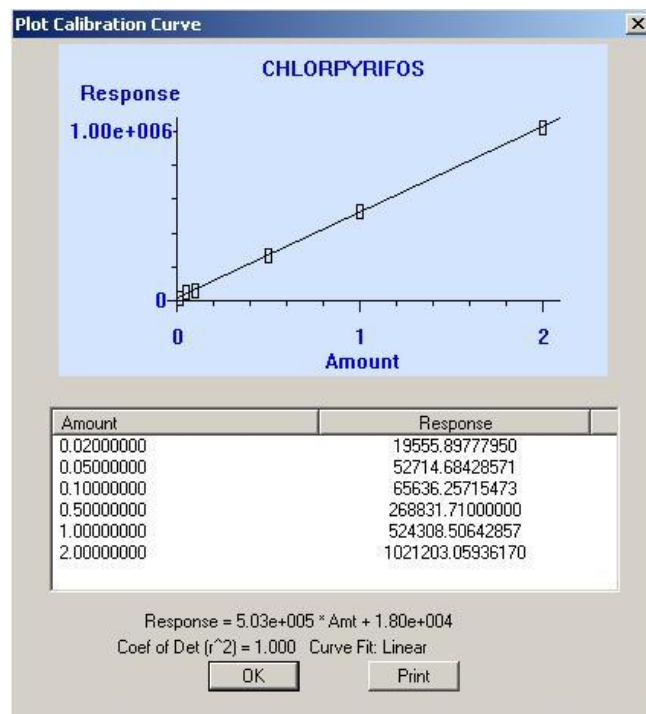 Plot Calibration Curve
CHLORPYRIFOS
Response
1.00e+006
0
0 1 2
Amount
Amount Response
0.02000000 19555.89777950
0.05000000 52714.68428571
0.10000000 65636.25715473
0.50000000 268831.71000000
1.00000000 524308.50642857
2.00000000 1021203.05936170
Response = 5.03e+005 * Amt + 1.80e+004
Coef of Det (r^2) = 1.000 Curve Fit: Linear
OK Print